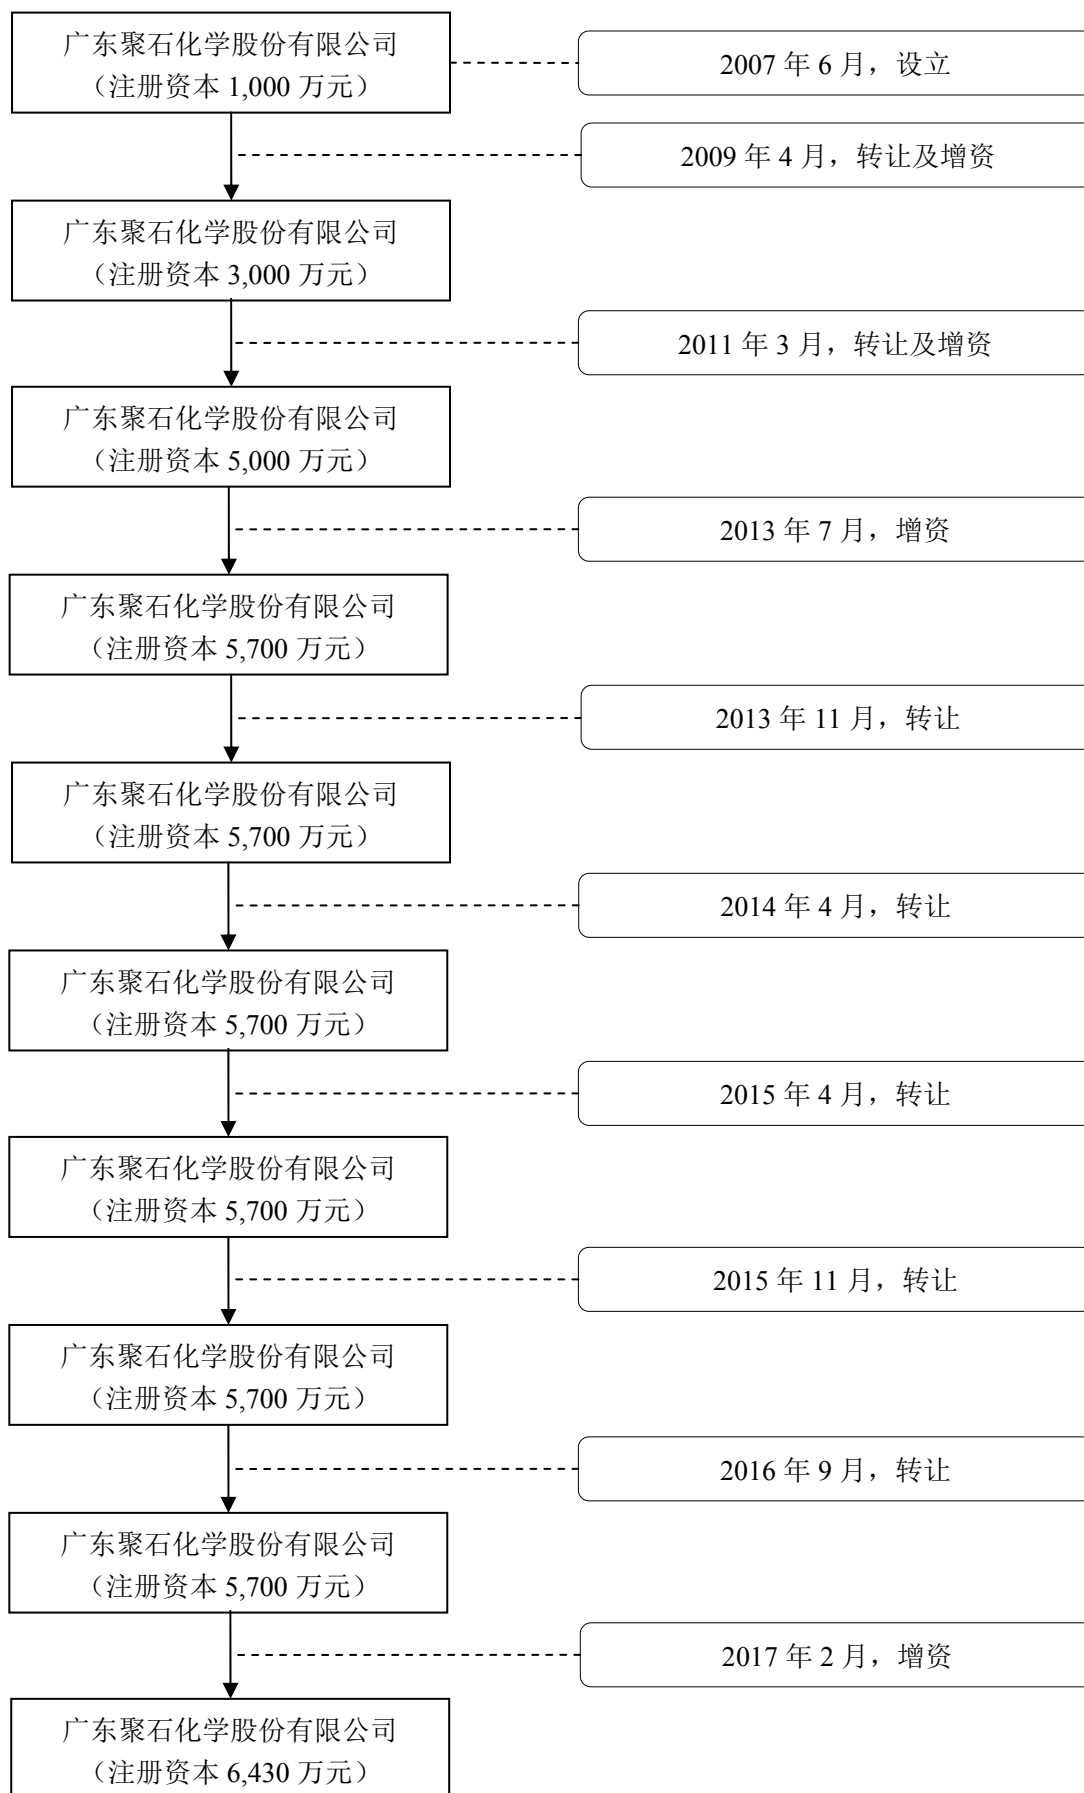 广东聚石化学股份有限公司
（注册资本 1,000 万元）
2007 年 6 月，设立
2009 年 4 月，转让及增资
广东聚石化学股份有限公司
（注册资本 3,000 万元）
2011 年 3 月，转让及增资
广东聚石化学股份有限公司
（注册资本 5,000 万元）
2013 年 7 月，增资
广东聚石化学股份有限公司
（注册资本 5,700 万元）
2013 年 11 月，转让
广东聚石化学股份有限公司
（注册资本 5,700 万元）
2014 年 4 月，转让
广东聚石化学股份有限公司
（注册资本 5,700 万元）
2015 年 4 月，转让
广东聚石化学股份有限公司
（注册资本 5,700 万元）
2015 年 11 月，转让
广东聚石化学股份有限公司
（注册资本 5,700 万元）
2016 年 9 月，转让
广东聚石化学股份有限公司
（注册资本 5,700 万元）
2017 年 2 月，增资
广东聚石化学股份有限公司
（注册资本 6,430 万元）